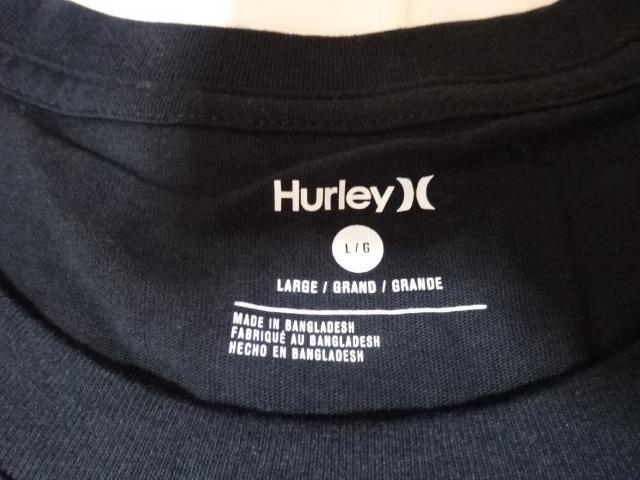 Hurley
L/G
LARGE / GRAND / GRANDE
MADE IN BANGLADESH
FABRIQUÉ AU BANGLADESH
HECHO EN BANGLADESH